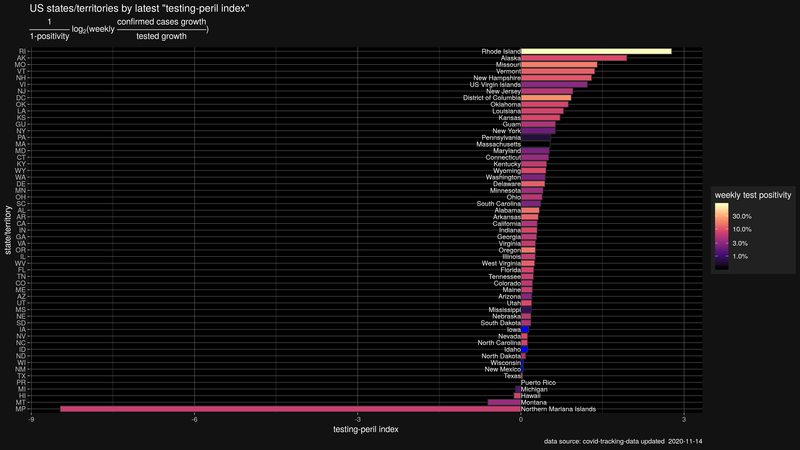 US states/territories by latest "testing-peril index"
1 confirmed cases growth
log2(weekly )
1-positivity tested growth
RI Rhode Island
AK Alaska
MO Missouri
VT Vermont
NH New Hampshire
VI US Virgin Islands
NJ New Jersey
DC District of Columbia
OK Oklahoma
LA Louisiana
KS Kansas
GU Guam
NY New York
PA Pennsylvania
MA Massachusetts
MD Maryland
CT Connecticut
KY Kentucky
WY Wyoming
WA Washington
DE Delaware
MN Minnesota
OH Ohio
SC South Carolina
AL Alabama
AR Arkansas
CA California
IN Indiana
GA Georgia
VA Virginia
OR Oregon
IL Illinois
WV West Virginia
FL Florida
TN Tennessee
CO Colorado
ME Maine
AZ Arizona
UT Utah
MS Mississippi
NE Nebraska
SD South Dakota
IA Iowa
NV Nevada
NC North Carolina
ID Idaho
ND North Dakota
WI Wisconsin
NM New Mexico
TX Texas
PR Puerto Rico
MI Michigan
HI Hawaii
MT Montana
MP Northern Mariana Islands
state/territory
-9 -6 -3 0 3
testing-peril index
weekly test positivity
30.0%
10.0%
3.0%
1.0%
data source: covid-tracking-data updated 2020-11-14